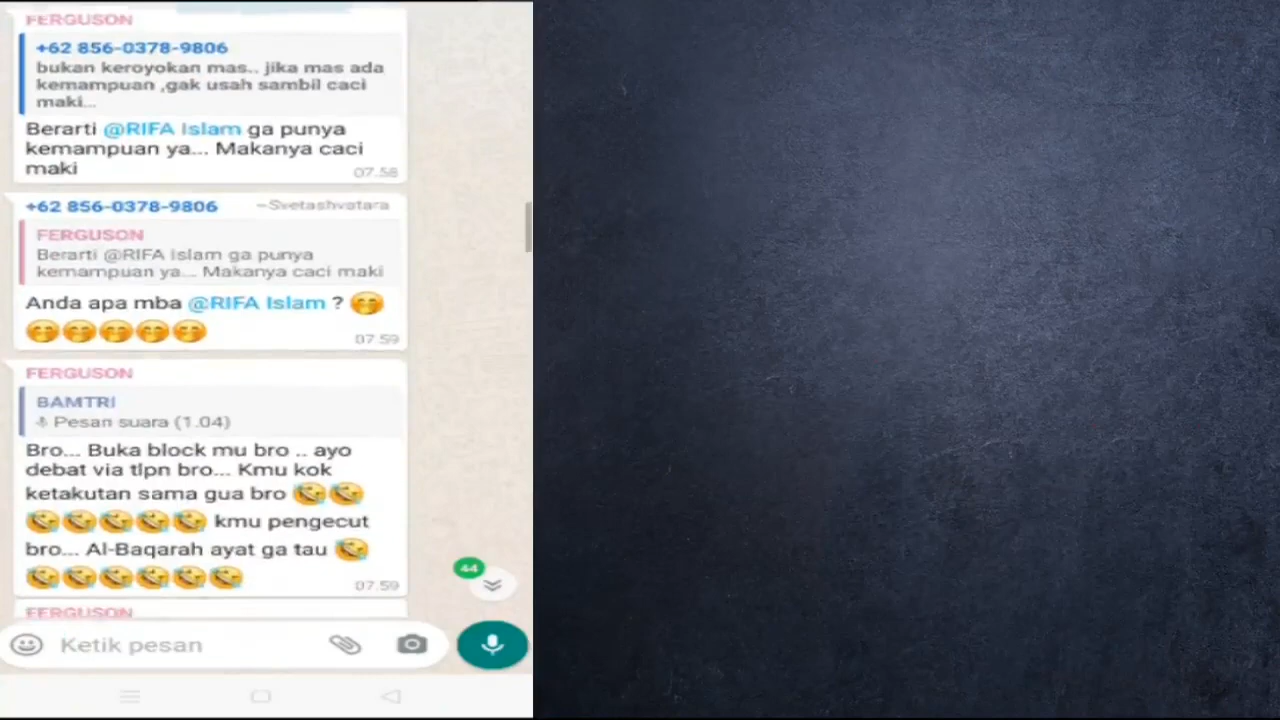 FERGUSON
+62 856-0378-9806
bukan keroyokan mas.. jika mas ada
kemampuan ,gak usah sambil caci
maki...
Berarti @RIFA Islam ga punya
kemampuan ya... Makanya caci
maki
07.58
+62 856-0378-9806 ~Svetashvatara
FERGUSON
Berarti @RIFA Islam ga punya
kemampuan ya... Makanya caci maki
Anda apa mba @RIFA Islam ? 🤭
🤭🤭🤭🤭🤭
07.59
FERGUSON
BAMTRI
Pesan suara (1.04)
Bro... Buka block mu bro .. ayo
debat via tlpn bro... Kmu kok
ketakutan sama gua bro 🤣🤣
🤣🤣🤣🤣🤣 kmu pengecut
bro... Al-Baqarah ayat ga tau 🤣
🤣🤣🤣🤣🤣🤣
07.59
44
FERGUSON
Ketik pesan